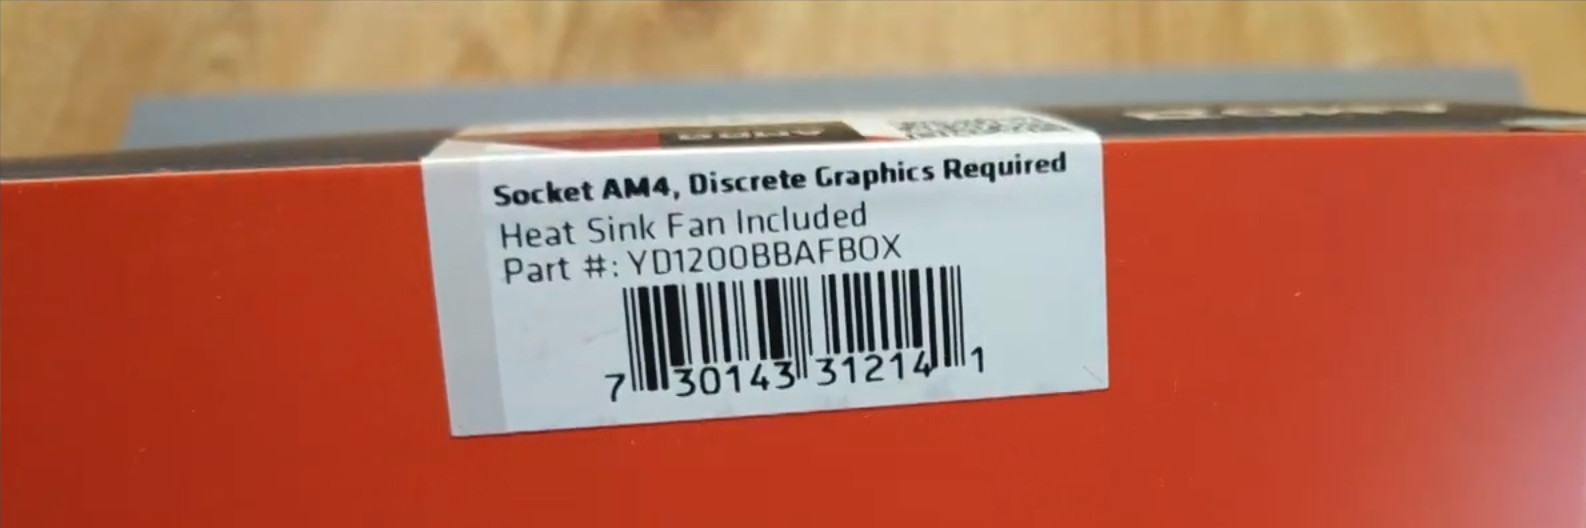 Socket AM4, Discrete Graphics Required
Heat Sink Fan Included
Part #: YD1200BBAFBOX
7 30143 31214 1